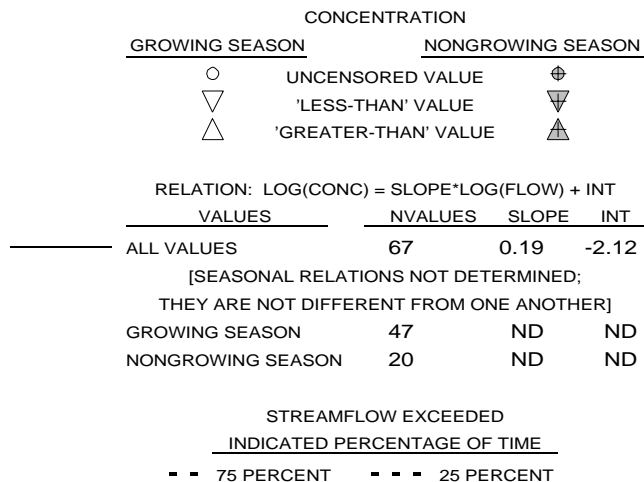 CONCENTRATION
GROWING SEASON NONGROWING SEASON
UNCENSORED VALUE
'LESS-THAN' VALUE
'GREATER-THAN' VALUE
RELATION: LOG(CONC) = SLOPE*LOG(FLOW) + INT
VALUES NVALUES SLOPE INT
ALL VALUES 67 0.19 -2.12
[SEASONAL RELATIONS NOT DETERMINED;
THEY ARE NOT DIFFERENT FROM ONE ANOTHER]
GROWING SEASON 47 ND ND
NONGROWING SEASON 20 ND ND
STREAMFLOW EXCEEDED
INDICATED PERCENTAGE OF TIME
75 PERCENT 25 PERCENT